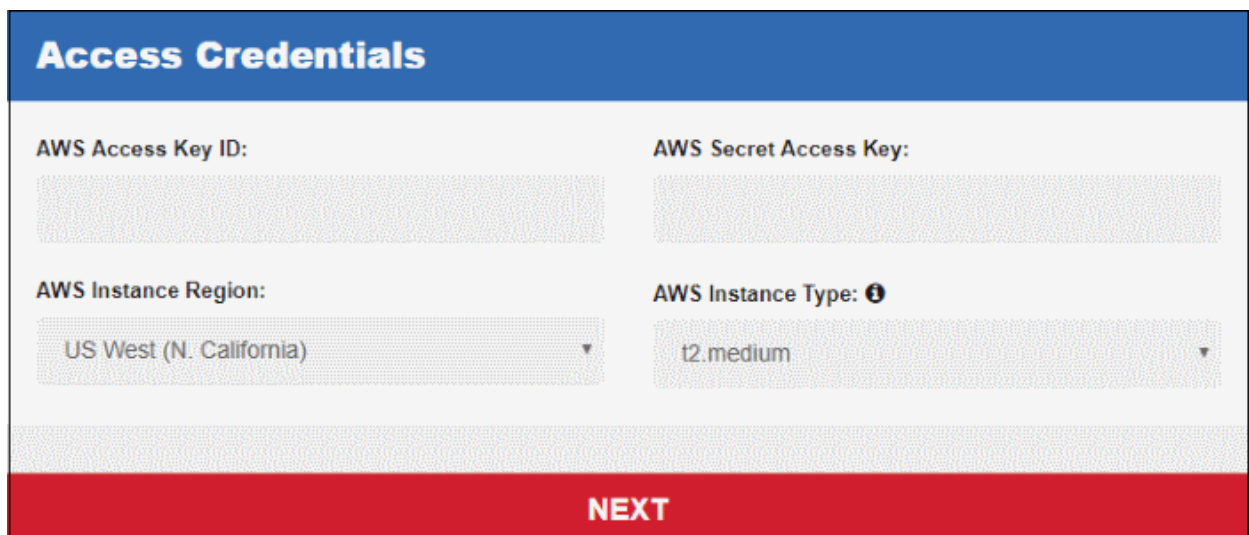 Access Credentials
AWS Access Key ID:
AWS Secret Access Key:
AWS Instance Region:
AWS Instance Type:
US West (N. California)
t2.medium
NEXT